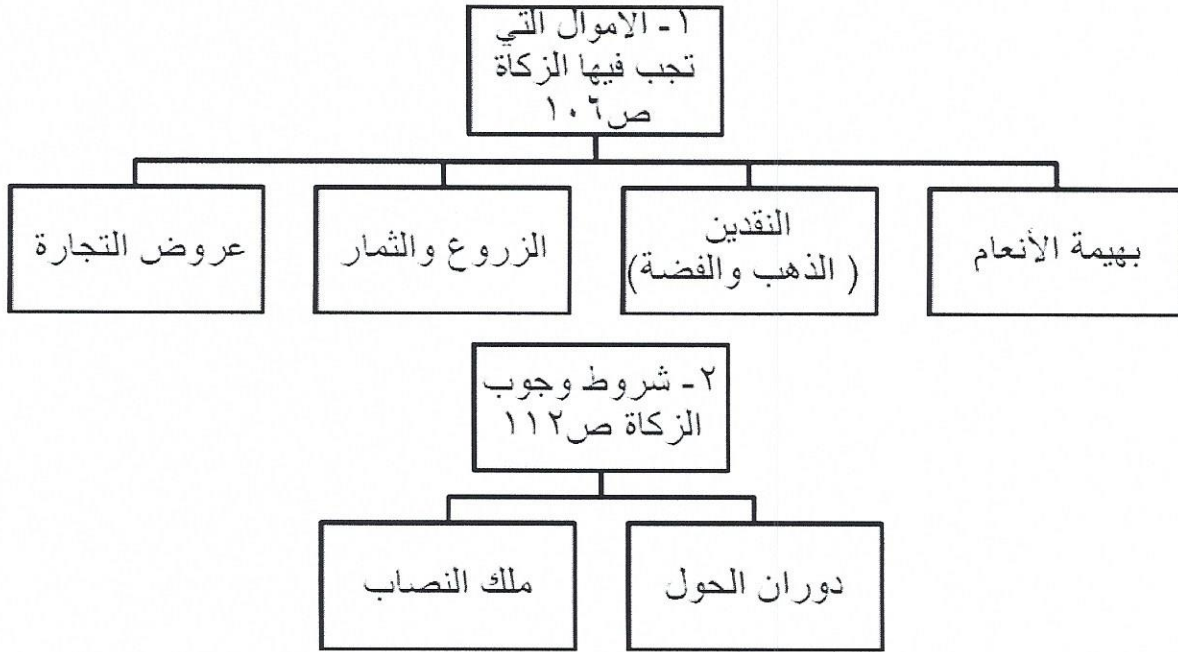 ١- الاموال التي
تجب فيها الزكاة
ص١٠٦
بهيمة الأنعام
النقدين
( الذهب والفضة)
الزروع والثمار
عروض التجارة
٢- شروط وجوب
الزكاة ص١١٢
دوران الحول
ملك النصاب